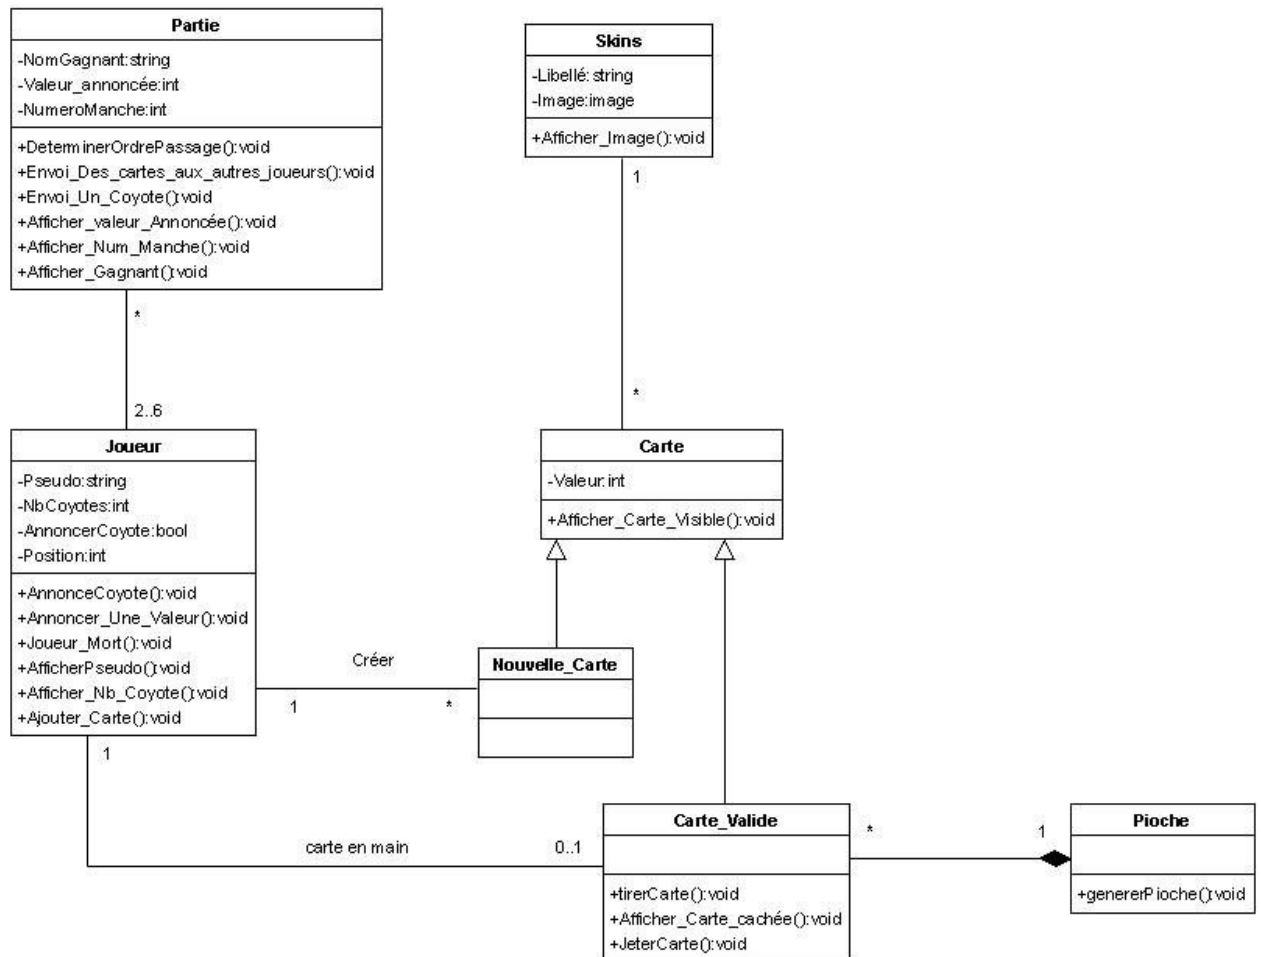 Partie
-NomGagnant:string
-Valeur_annoncée:int
-NumeroManche:int
+DeterminerOrdrePassage():void
+Envoi_Des_cartes_aux_autres_joueurs():void
+Envoi_Un_Coyote():void
+Afficher_valeur_Annoncée():void
+Afficher_Num_Manche():void
+Afficher_Gagnant():void
Skins
-Libellé: string
-Image:image
+Afficher_Image():void
1
*
*
2..6
Joueur
-Pseudo:string
-NbCoyotes:int
-AnnoncerCoyote:bool
-Position:int
+AnnonceCoyote():void
+Annoncer_Une_Valeur():void
+Joueur_Mort():void
+AfficherPseudo():void
+Afficher_Nb_Coyote():void
+Ajouter_Carte():void
Carte
-Valeur:int
+Afficher_Carte_Visible():void
Créer
1
*
Nouvelle_Carte
1
carte en main
0..1
Carte_Valide
+tirerCarte():void
+Afficher_Carte_cachée():void
+JeterCarte():void
*
1
Pioche
+genererPioche():void